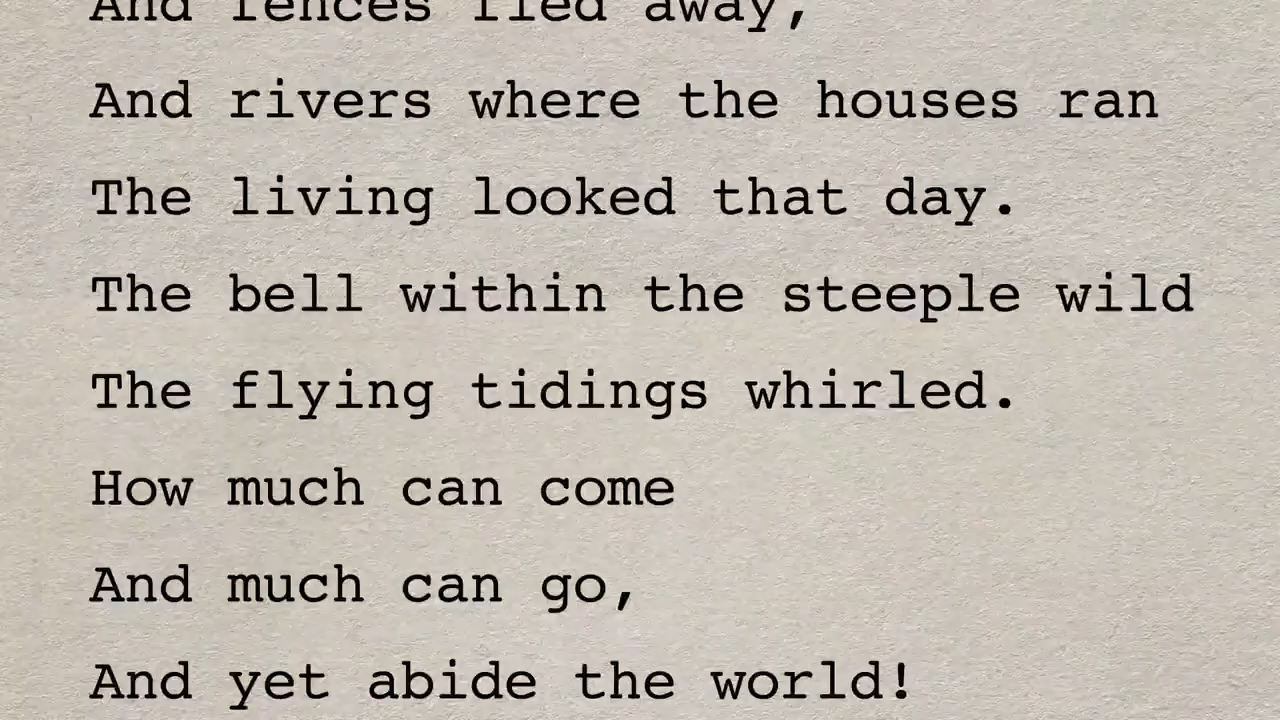 And fences fled away,
And rivers where the houses ran
The living looked that day.
The bell within the steeple wild
The flying tidings whirled.
How much can come
And much can go,
And yet abide the world!